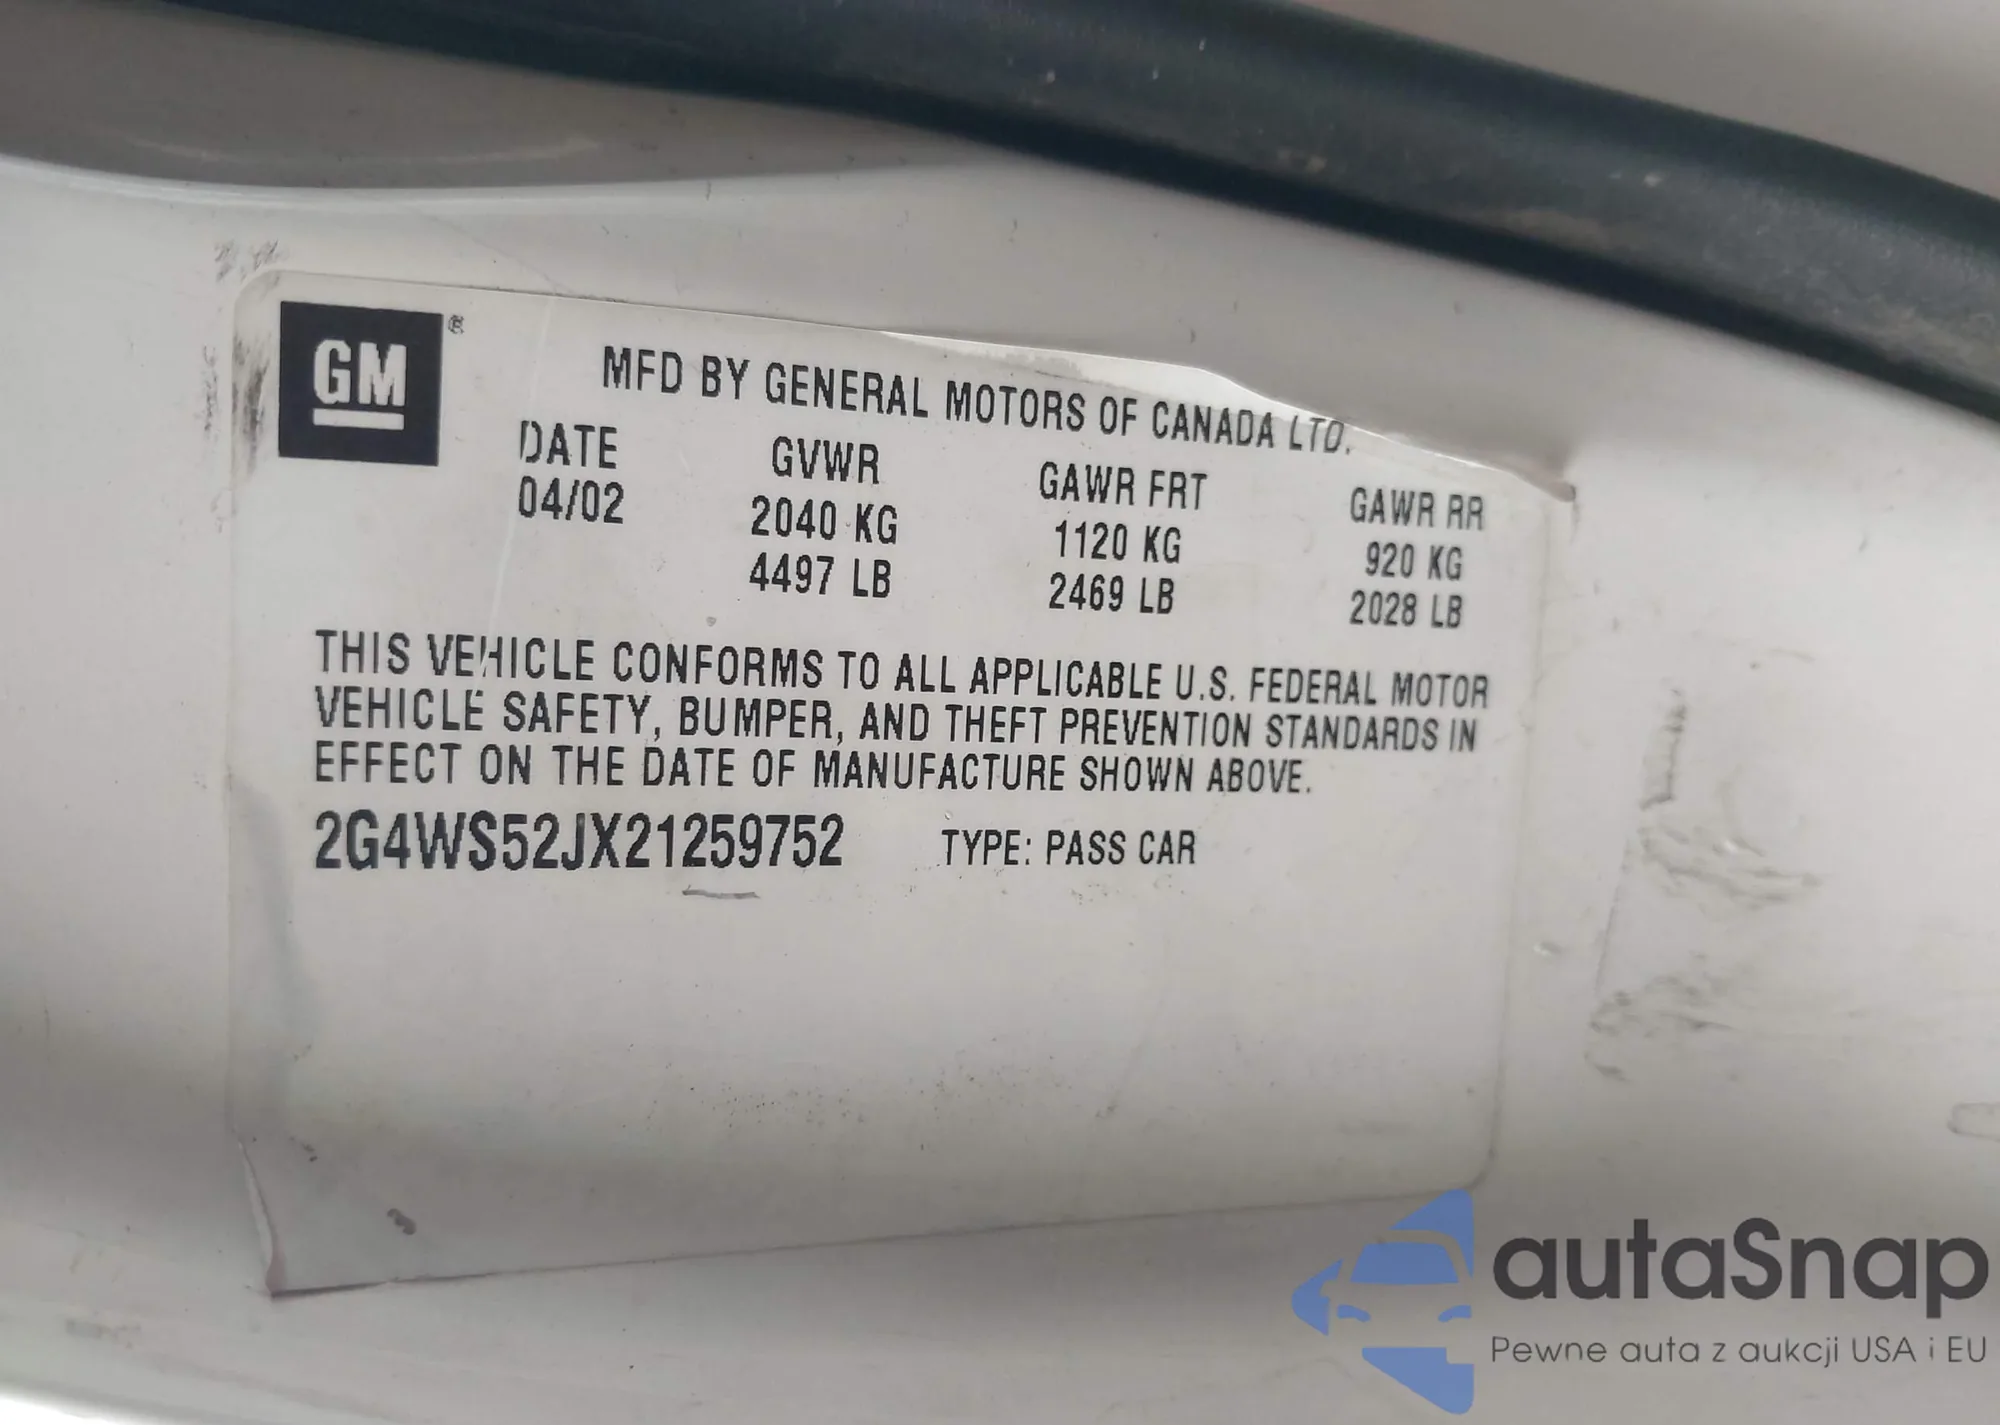 GM ®
MFD BY GENERAL MOTORS OF CANADA LTD.
DATE GVWR GAWR FRT GAWR RR
04/02 2040 KG 1120 KG 920 KG
4497 LB 2469 LB 2028 LB
THIS VEHICLE CONFORMS TO ALL APPLICABLE U.S. FEDERAL MOTOR
VEHICLE SAFETY, BUMPER, AND THEFT PREVENTION STANDARDS IN
EFFECT ON THE DATE OF MANUFACTURE SHOWN ABOVE.
2G4WS52JX21259752 TYPE: PASS CAR
autaSnap
Pewne auta z aukcji USA i EU